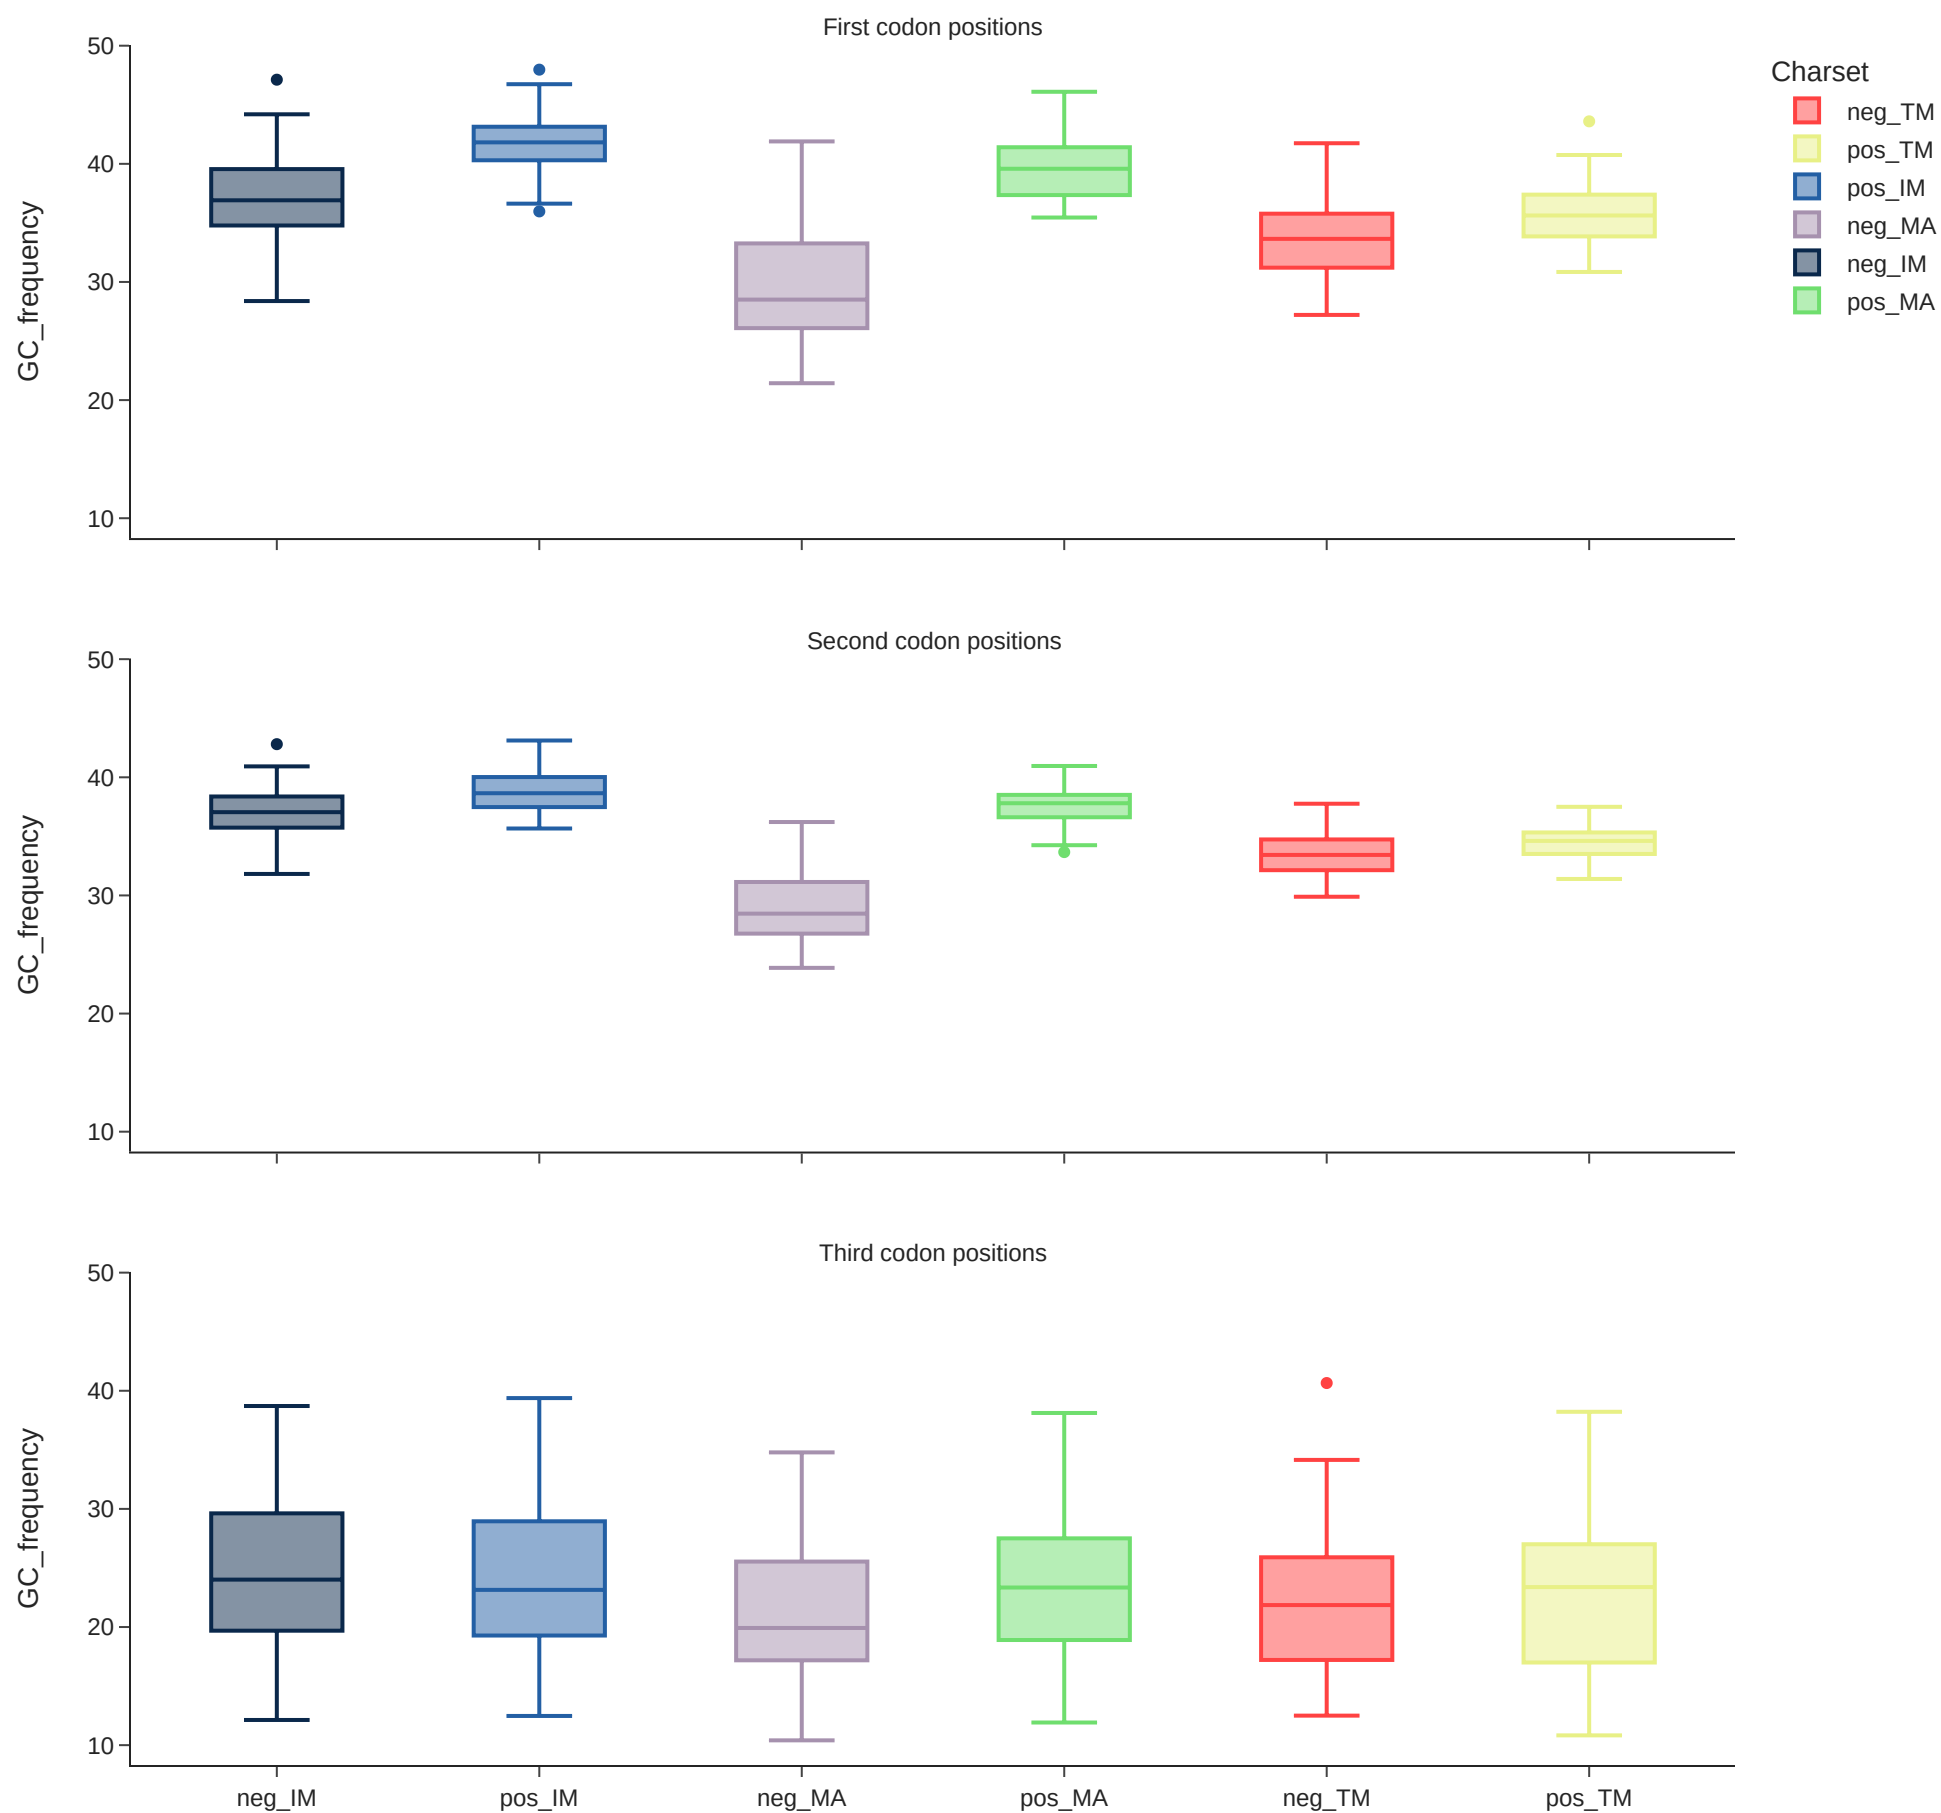 First codon positions
50
40
30
20
10
GC_frequency
Charset
neg_TM
pos_TM
pos_IM
neg_MA
neg_IM
pos_MA
Second codon positions
50
40
30
20
10
GC_frequency
Third codon positions
50
40
30
20
10
GC_frequency
neg_IM pos_IM neg_MA pos_MA neg_TM pos_TM